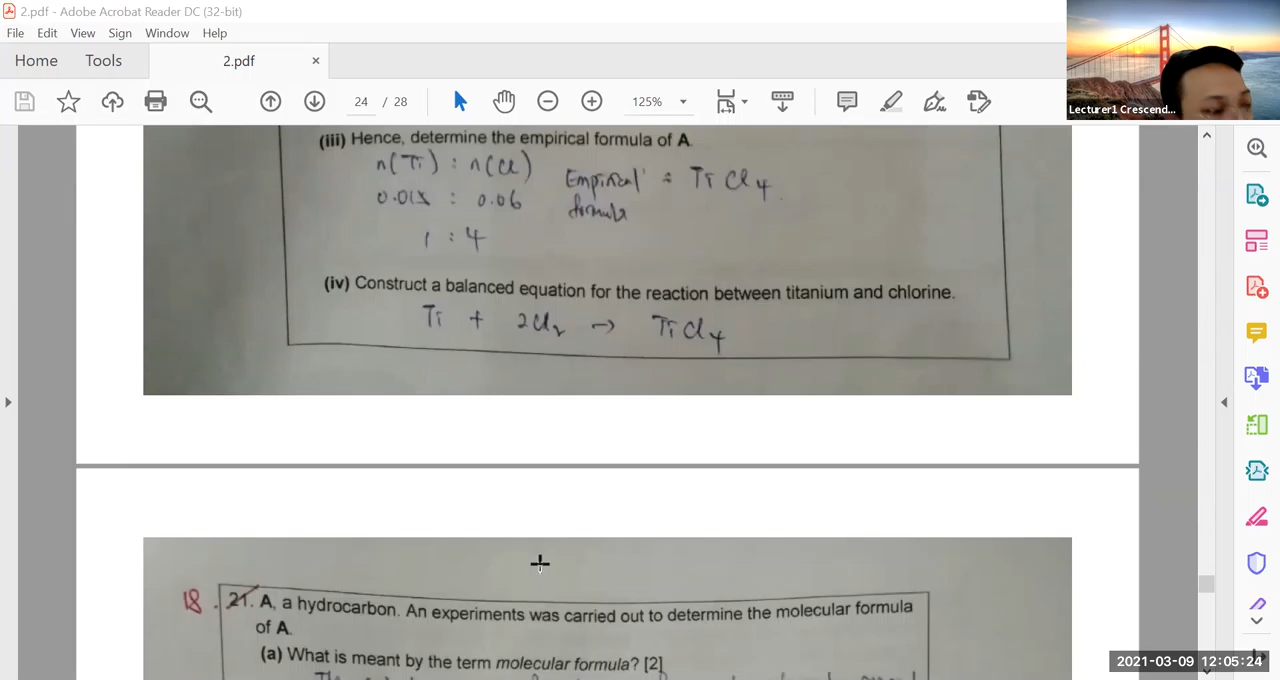 2.pdf - Adobe Acrobat Reader DC (32-bit)
File Edit View Sign Window Help
Home Tools 2.pdf ×
24 / 28 125%
Lecturer1 Crescend...
(iii) Hence, determine the empirical formula of A.
n(Ti) : n(Cl) Empirical = TiCl4
0.015 : 0.06 formula
1 : 4
(iv) Construct a balanced equation for the reaction between titanium and chlorine.
Ti + 2Cl2 → TiCl4
18. 21. A, a hydrocarbon. An experiments was carried out to determine the molecular formula
of A.
(a) What is meant by the term molecular formula? [2]
2021-03-09 12:05:24